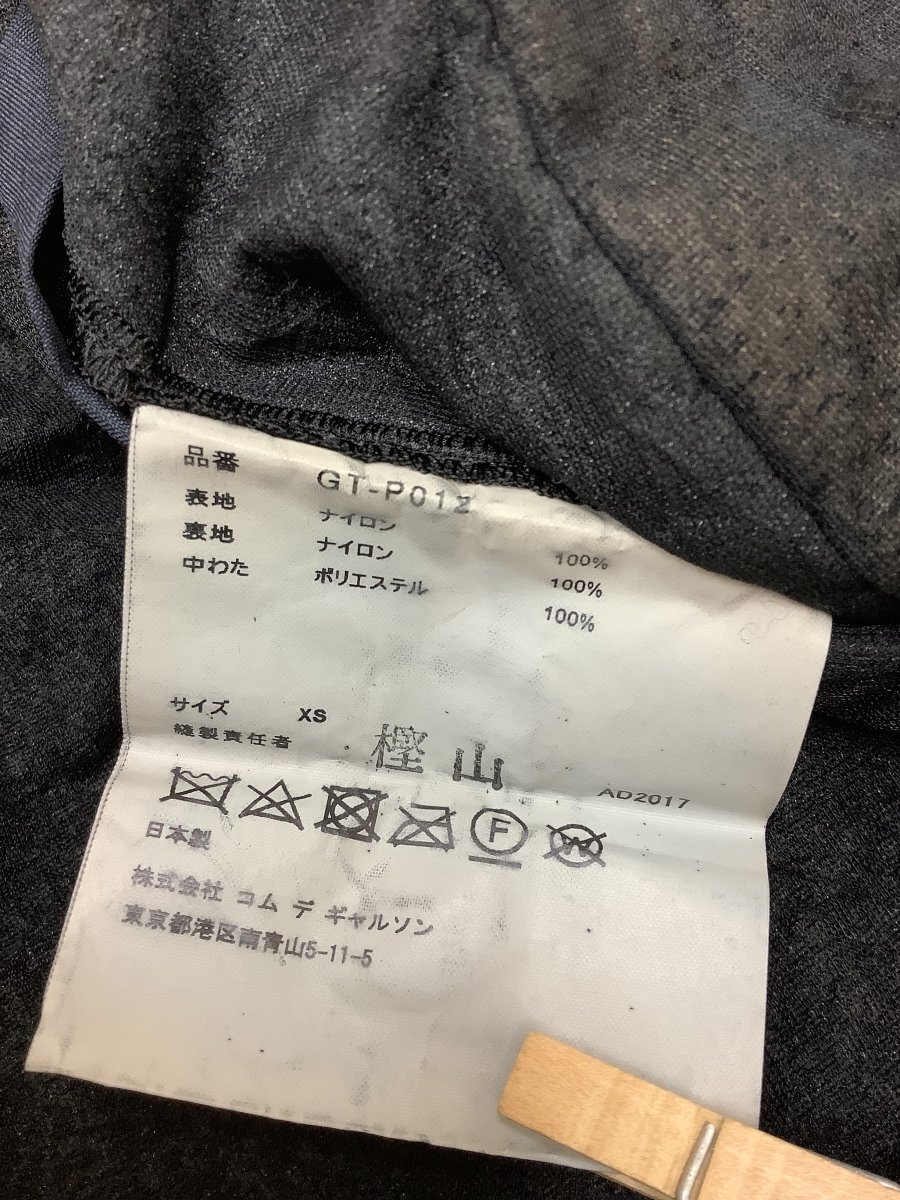 品番 GT-P012
表地 ナイロン 100%
裏地 ナイロン 100%
中わた ポリエステル 100%
サイズ XS
縫製責任者 樫山
AD2017
F W
日本製
株式会社 コム デ ギャルソン
東京都港区南青山5-11-5